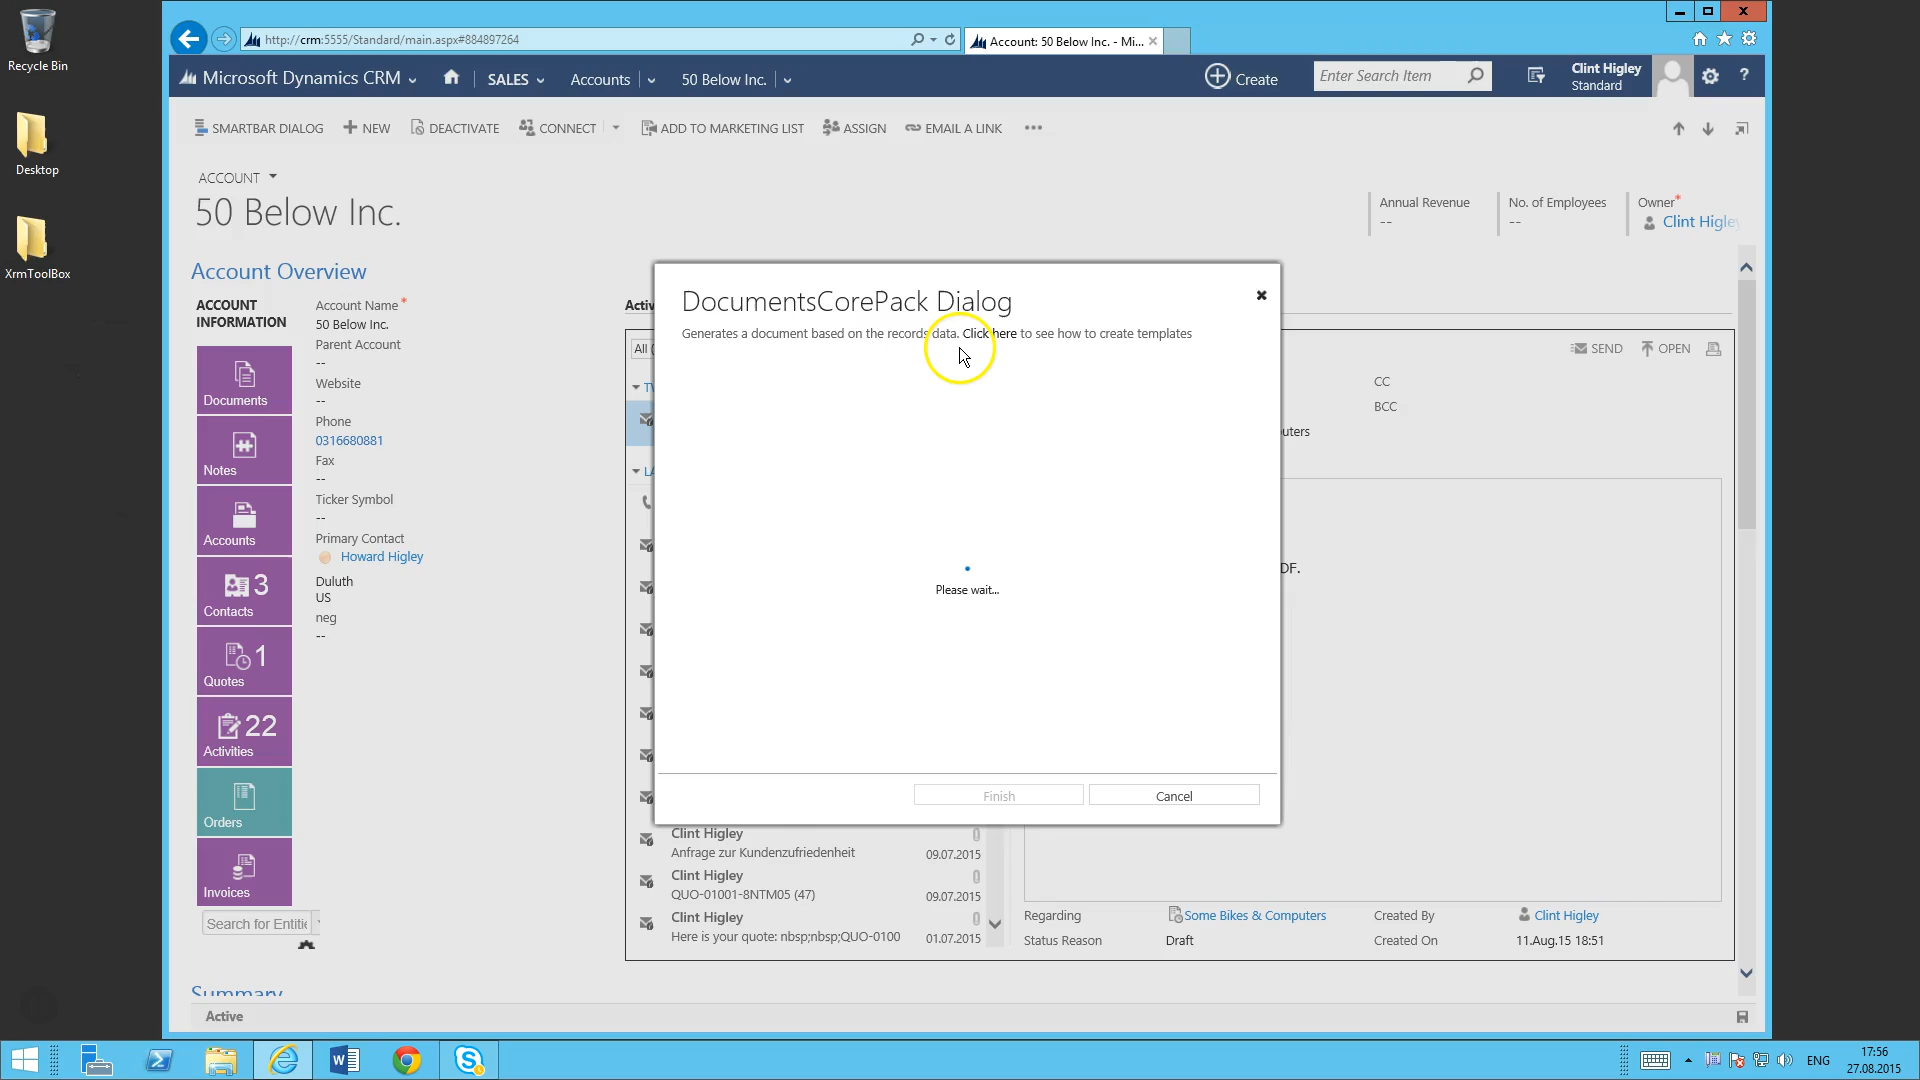 Recycle Bin
Desktop
XrmToolBox
http://crm:5555/Standard/main.aspx#884897264
Account: 50 Below Inc. - Mi...
Microsoft Dynamics CRM
SALES
Accounts
50 Below Inc.
Create
Enter Search Item
Clint Higley
Standard
?
SMARTBAR DIALOG
NEW
DEACTIVATE
CONNECT
ADD TO MARKETING LIST
ASSIGN
EMAIL A LINK
ACCOUNT
50 Below Inc.
Annual Revenue
--
No. of Employees
--
Owner*
Clint Higley
Account Overview
ACCOUNT
INFORMATION
Documents
Notes
Accounts
3
Contacts
1
Quotes
22
Activities
Orders
Invoices
Search for Entitie
Account Name*
50 Below Inc.
Parent Account
--
Website
--
Phone
0316680881
Fax
--
Ticker Symbol
--
Primary Contact
Howard Higley
Duluth
US
neg
--
Activ
All (
TW
LA
DocumentsCorePack Dialog
Generates a document based on the records data. Click here to see how to create templates
Please wait...
Finish
Cancel
SEND
OPEN
CC
BCC
uters
DF.
Clint Higley
Anfrage zur Kundenzufriedenheit
09.07.2015
Clint Higley
QUO-01001-8NTM05 (47)
09.07.2015
Clint Higley
Here is your quote: nbsp;nbsp;QUO-0100
01.07.2015
Regarding
Some Bikes & Computers
Created By
Clint Higley
Status Reason
Draft
Created On
11.Aug.15 18:51
Summary
Active
ENG
17:56
27.08.2015